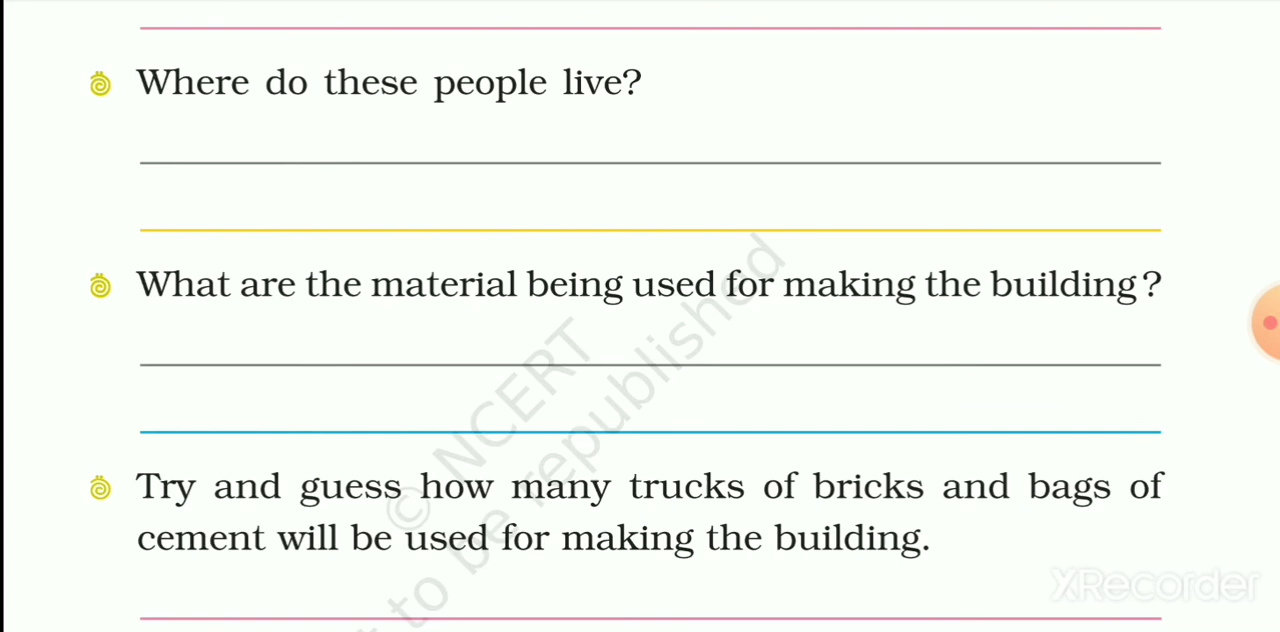 Where do these people live?
What are the material being used for making the building?
Try and guess how many trucks of bricks and bags of
cement will be used for making the building.
© NCERT
to be republished
XRecorder